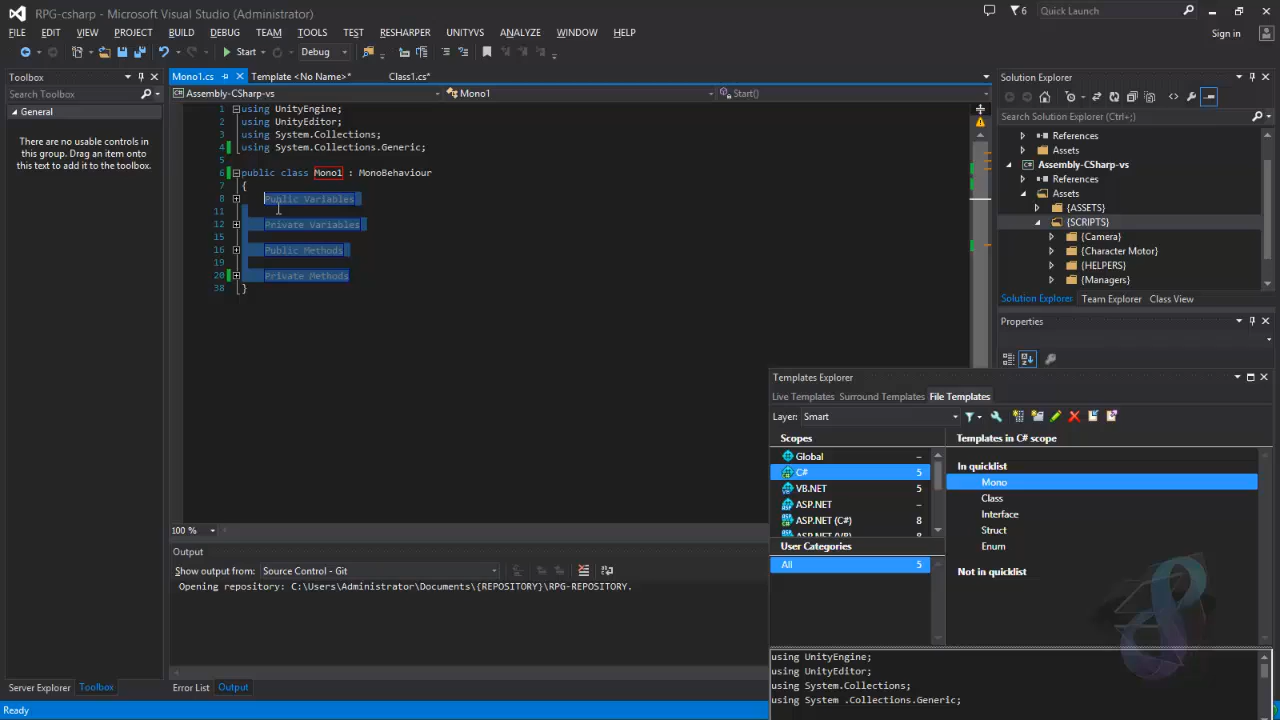 RPG-csharp - Microsoft Visual Studio (Administrator)
6
Quick Launch (Ctrl+Q)
FILE EDIT VIEW PROJECT BUILD DEBUG TEAM TOOLS TEST RESHARPER UNITYVS ANALYZE WINDOW HELP
Sign in
Start Debug
Toolbox
Search Toolbox
General
There are no usable controls in this group. Drag an item onto this text to add it to the toolbox.
Mono1.cs Template <No Name>* Class1.cs*
Assembly-CSharp-vs Mono1 Start()
1 using UnityEngine;
2 using UnityEditor;
3 using System.Collections;
4 using System.Collections.Generic;
5
6 public class Mono1 : MonoBehaviour
7 {
8 Public Variables
11
12 Private Variables
15
16 Public Methods
19
20 Private Methods
38 }
100 %
Solution Explorer
Search Solution Explorer (Ctrl+;)
References
Assets
Assembly-CSharp-vs
References
Assets
{ASSETS}
{SCRIPTS}
{Camera}
{Character Motor}
{HELPERS}
{Managers}
Solution Explorer Team Explorer Class View
Properties
Templates Explorer
Live Templates Surround Templates File Templates
Layer: Smart
Scopes
Global –
C# 5
VB.NET 5
ASP.NET –
ASP.NET (C#) 8
ASP.NET (VB) 8
User Categories
All 5
Templates in C# scope
In quicklist
Mono
Class
Interface
Struct
Enum
Not in quicklist
using UnityEngine;
using UnityEditor;
using System.Collections;
using System .Collections.Generic;
Output
Show output from: Source Control - Git
Opening repository: C:\Users\Administrator\Documents\{REPOSITORY}\RPG-REPOSITORY.
Server Explorer Toolbox
Error List Output
Ready